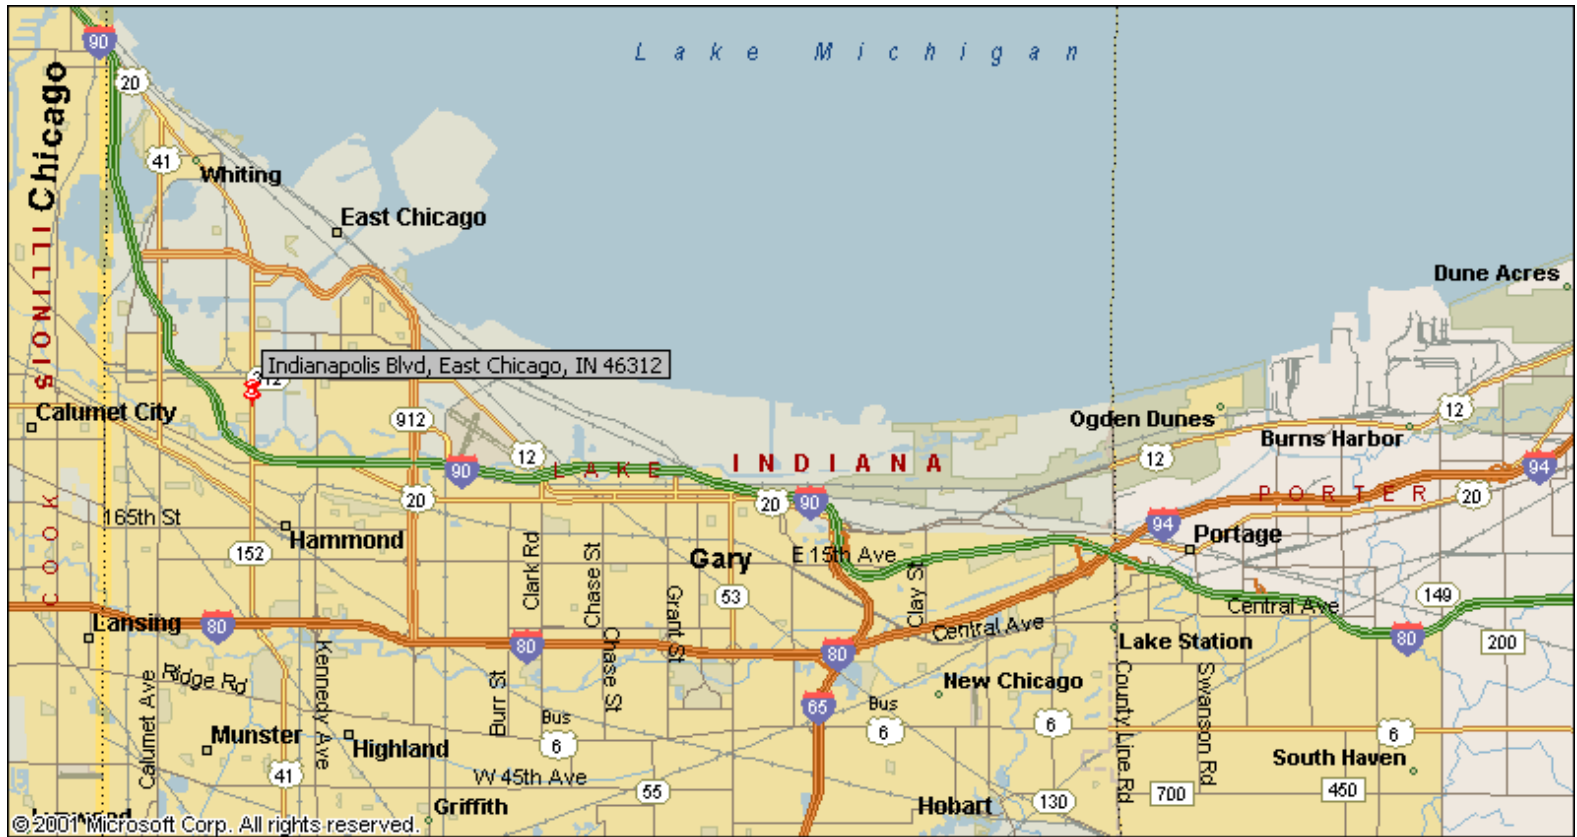 90
Lake Michigan
20
Chicago
41
Whiting
East Chicago
ILLINOIS
Dune Acres
Indianapolis Blvd, East Chicago, IN 46312
Calumet City
912
12
Ogden Dunes
12
Burns Harbor
12
INDIANA
LAKE
90
94
PORTER
20
20
20
90
94
COOK
165th St
Hammond
152
Clark Rd
Chase St
Gary
E 15th Ave
Portage
Clay St
53
Grant St
149
Central Ave
Lansing
80
80
80
Central Ave
Lake Station
80
200
Ridge Rd
Calumet Ave
Kennedy Ave
Burr St
Chase St
New Chicago
County Line Rd
Swanson Rd
65
Bus
6
Bus
6
6
6
Munster
Highland
South Haven
41
W 45th Ave
55
Griffith
Hobart
130
700
450
© 2001 Microsoft Corp. All rights reserved.